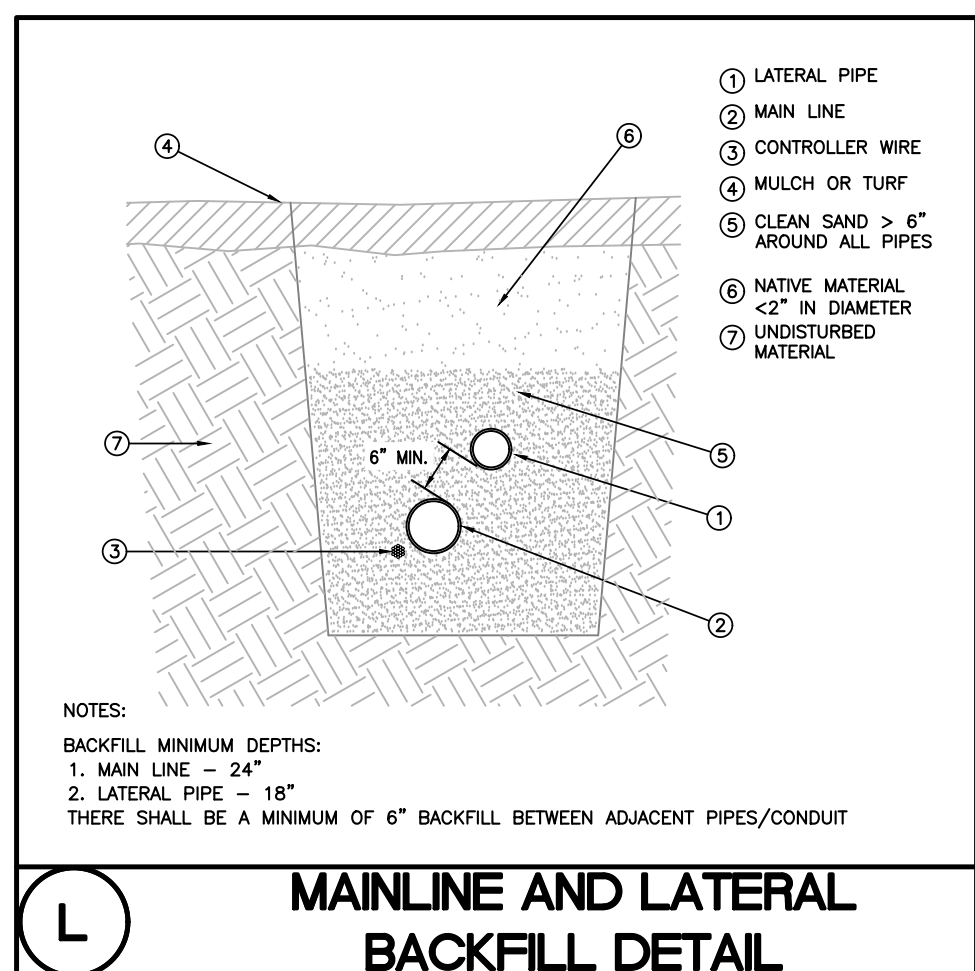 ① LATERAL PIPE
② MAIN LINE
③ CONTROLLER WIRE
④ MULCH OR TURF
⑤ CLEAN SAND > 6"
AROUND ALL PIPES
⑥ NATIVE MATERIAL
<2" IN DIAMETER
⑦ UNDISTURBED
MATERIAL
④
⑥
⑦
6" MIN.
⑤
①
③
②
NOTES:
BACKFILL MINIMUM DEPTHS:
1. MAIN LINE – 24"
2. LATERAL PIPE – 18"
THERE SHALL BE A MINIMUM OF 6" BACKFILL BETWEEN ADJACENT PIPES/CONDUIT
L
MAINLINE AND LATERAL
BACKFILL DETAIL